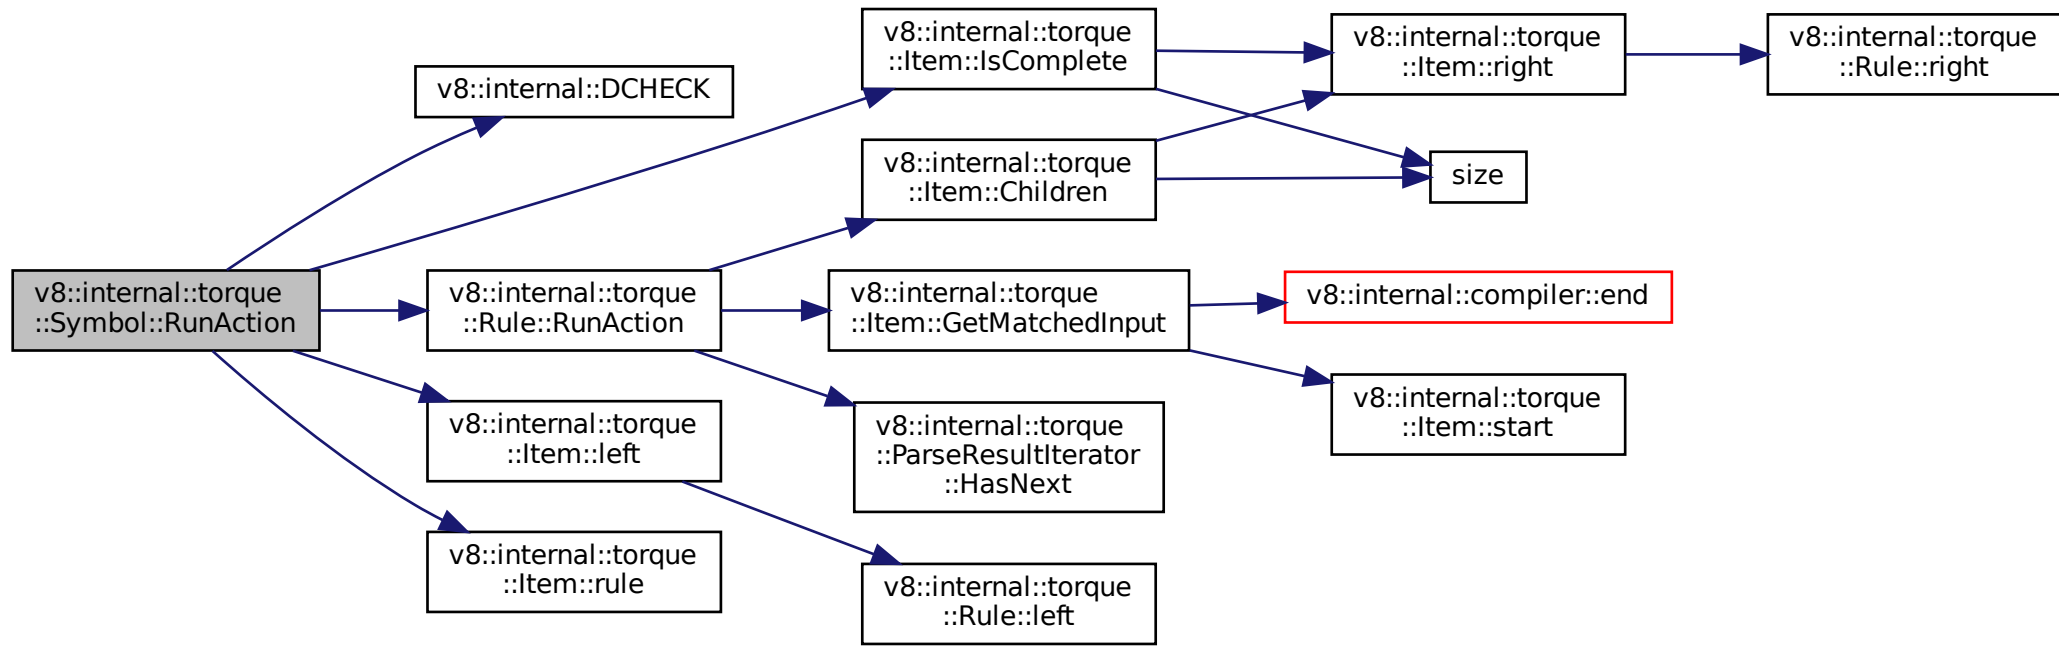 v8::internal::torque
::Symbol::RunAction
v8::internal::DCHECK
v8::internal::torque
::Item::IsComplete
v8::internal::torque
::Item::right
v8::internal::torque
::Rule::right
size
v8::internal::torque
::Rule::RunAction
v8::internal::torque
::Item::Children
v8::internal::torque
::Item::GetMatchedInput
v8::internal::compiler::end
v8::internal::torque
::Item::start
v8::internal::torque
::ParseResultIterator
::HasNext
v8::internal::torque
::Item::left
v8::internal::torque
::Rule::left
v8::internal::torque
::Item::rule